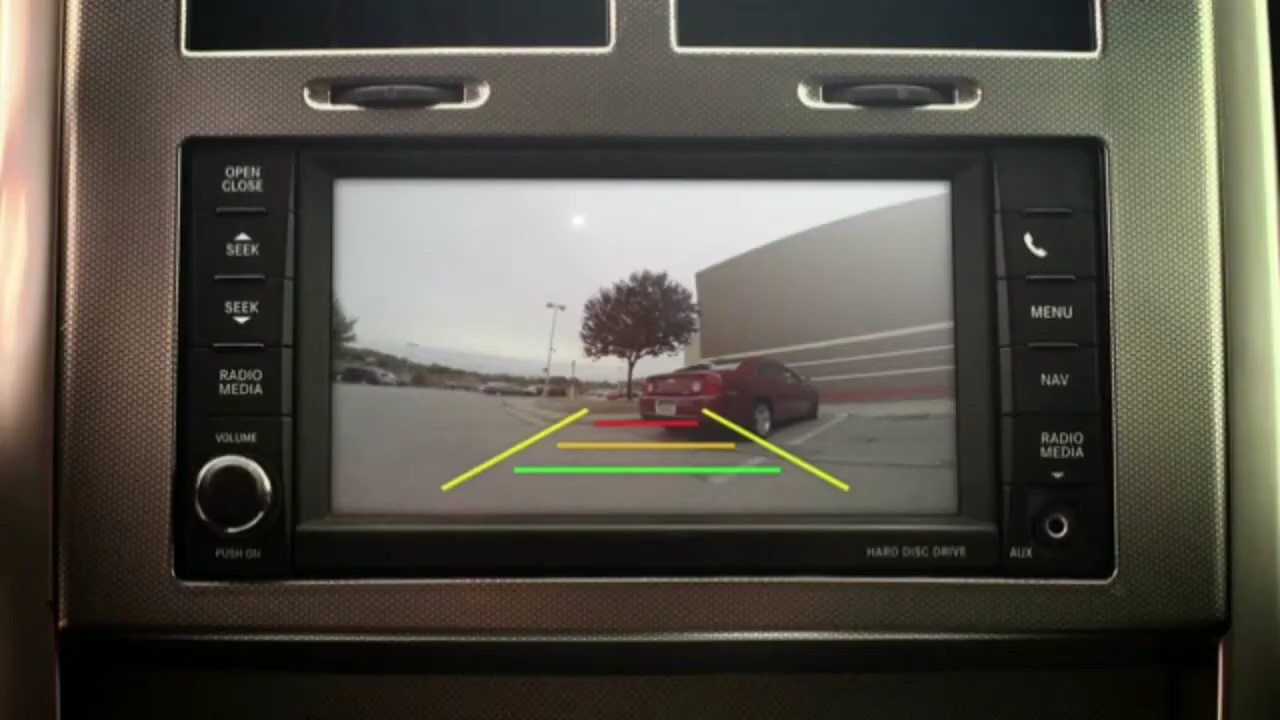 OPEN
CLOSE
SEEK
SEEK
RADIO
MEDIA
VOLUME
PUSH ON
MENU
NAV
RADIO
MEDIA
AUX
HARD DISC DRIVE